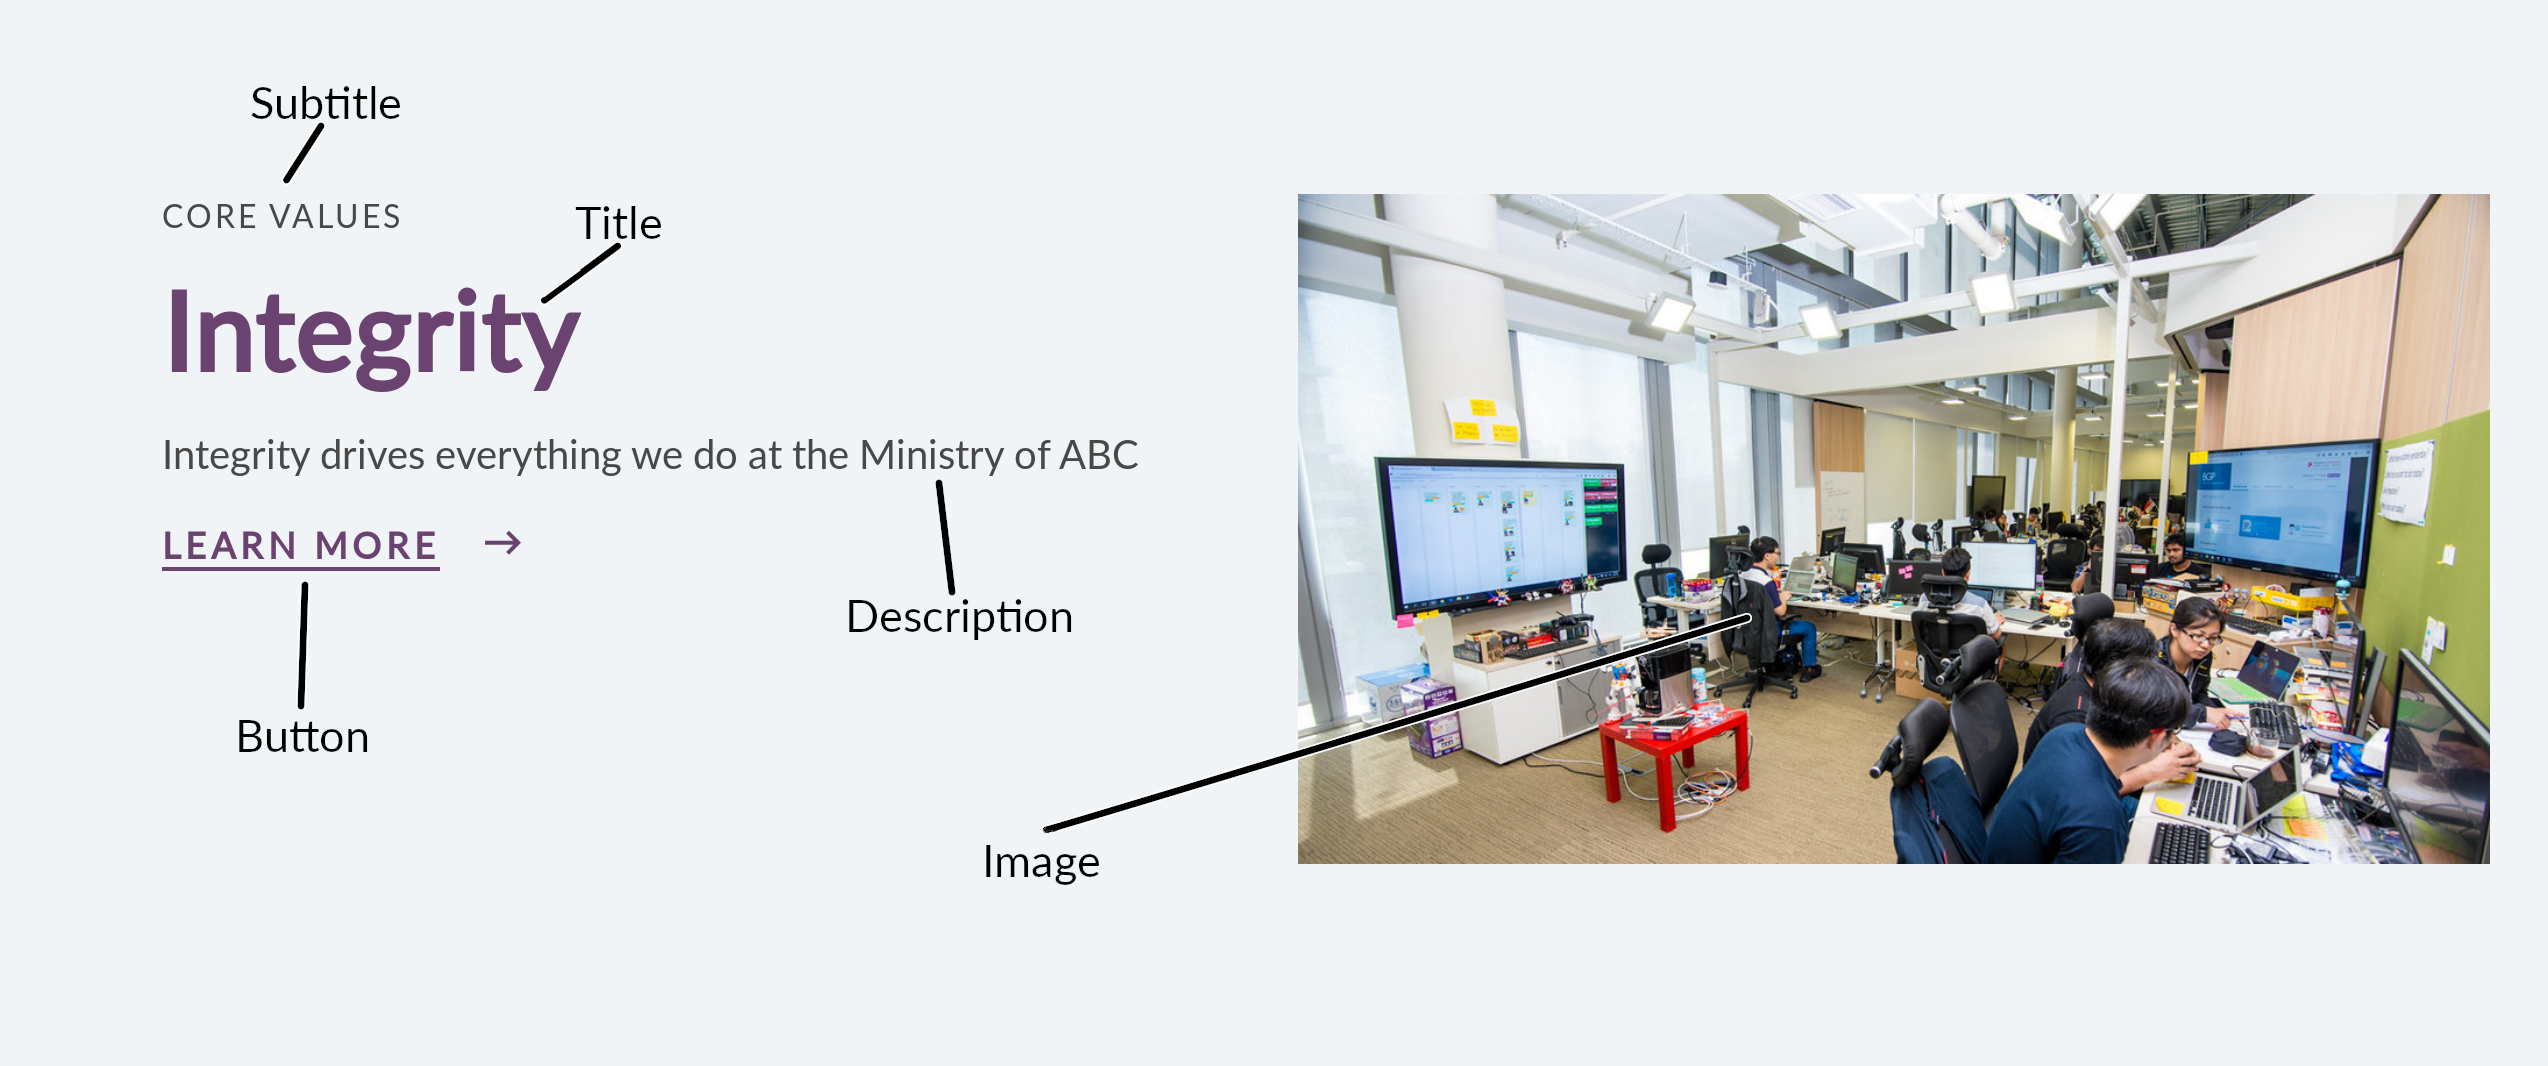 Subtitle
CORE VALUES
Title
Integrity
Integrity drives everything we do at the Ministry of ABC
LEARN MORE →
Description
Button
Image
BGP